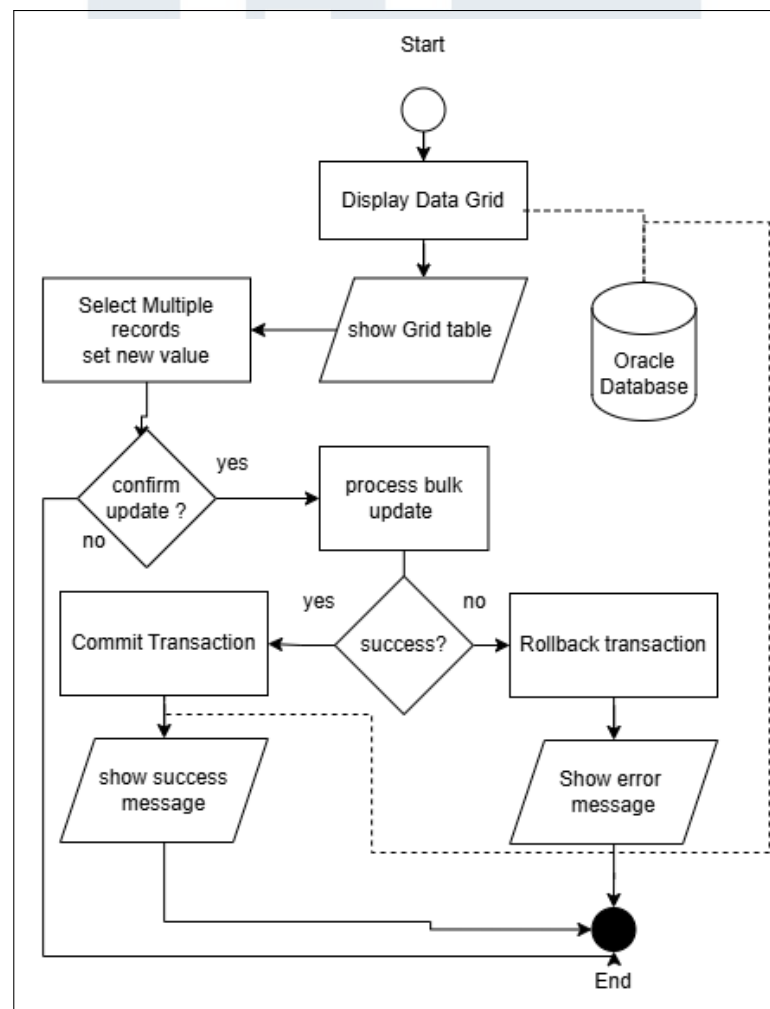 Start
Display Data Grid
show Grid table
Select Multiple
records
set new value
Oracle
Database
confirm
update ?
yes
no
process bulk
update
success?
yes
no
Commit Transaction
Rollback transaction
show success
message
Show error
message
End